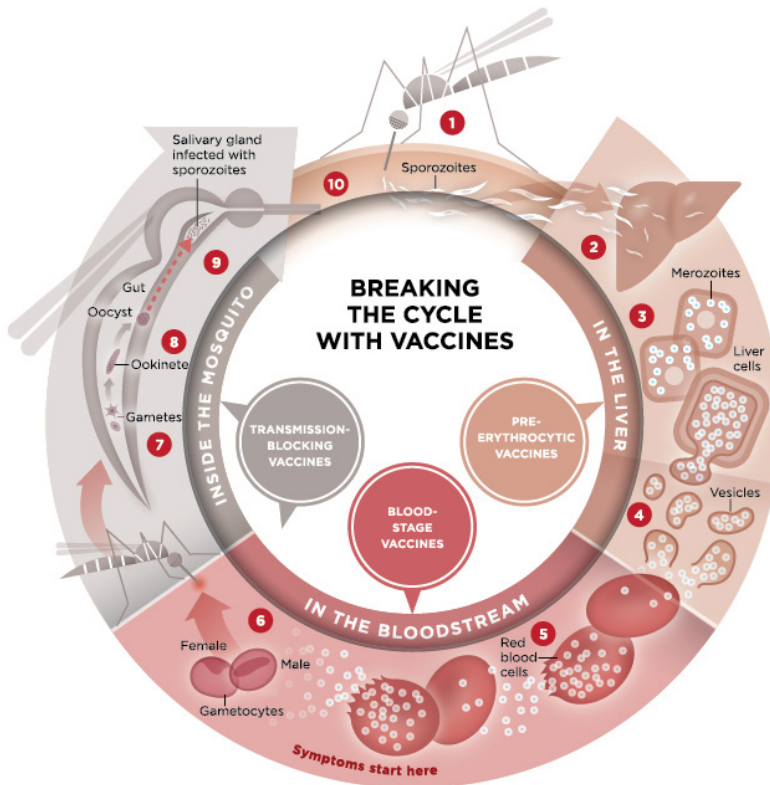 BREAKING
THE CYCLE
WITH VACCINES
1
Sporozoites
2
IN THE LIVER
3
Merozoites
Liver
cells
4
Vesicles
PRE-
ERYTHROCYTIC
VACCINES
5
Red
blood
cells
IN THE BLOODSTREAM
BLOOD-
STAGE
VACCINES
Symptoms start here
6
Female
Male
Gametocytes
INSIDE THE MOSQUITO
TRANSMISSION-
BLOCKING
VACCINES
7
Gametes
Ookinete
8
Oocyst
Gut
9
Salivary gland
infected with
sporozoites
10